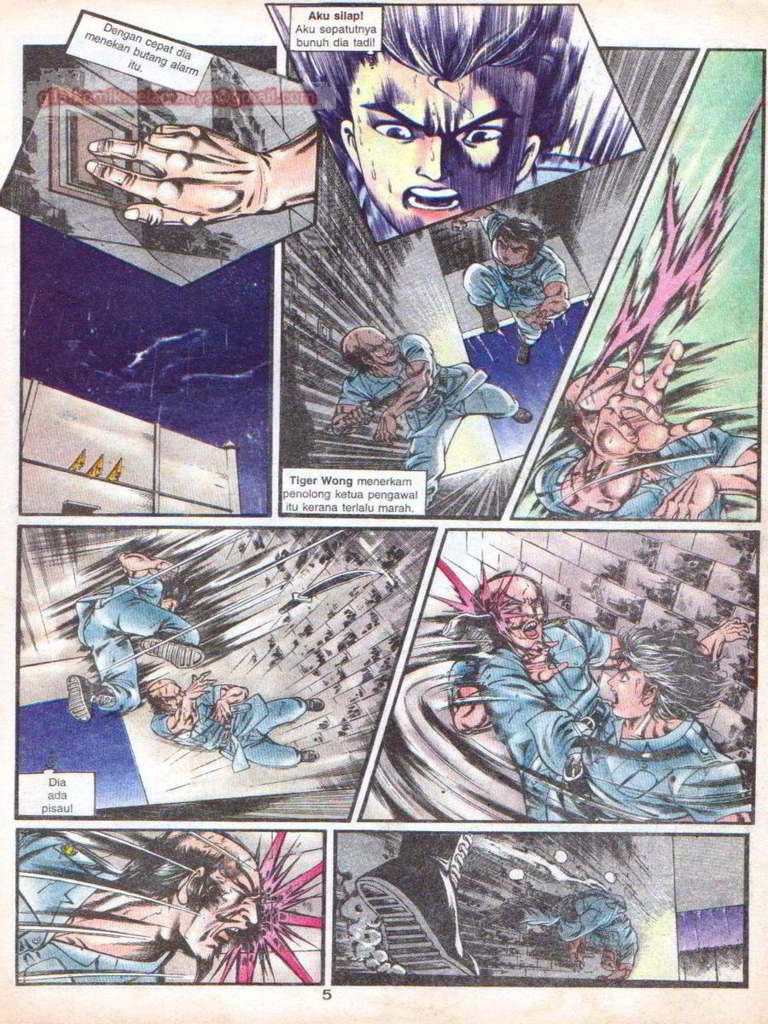 Dengan cepat dia
menekan butang alarm
itu.
Aku silap!
Aku sepatutnya
bunuh dia tadi!
Tiger Wong menerkam
penolong ketua pengawal
itu kerana terlalu marah.
Dia
ada
pisau!
5